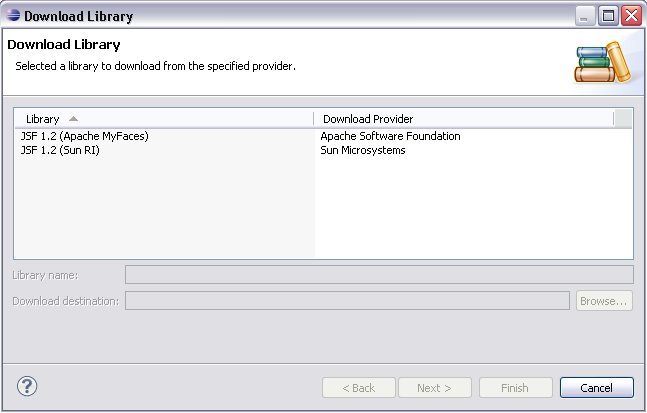 Download Library
Download Library
Selected a library to download from the specified provider.
Library Download Provider
JSF 1.2 (Apache MyFaces) Apache Software Foundation
JSF 1.2 (Sun RI) Sun Microsystems
Library name:
Download destination: Browse...
? < Back Next > Finish Cancel